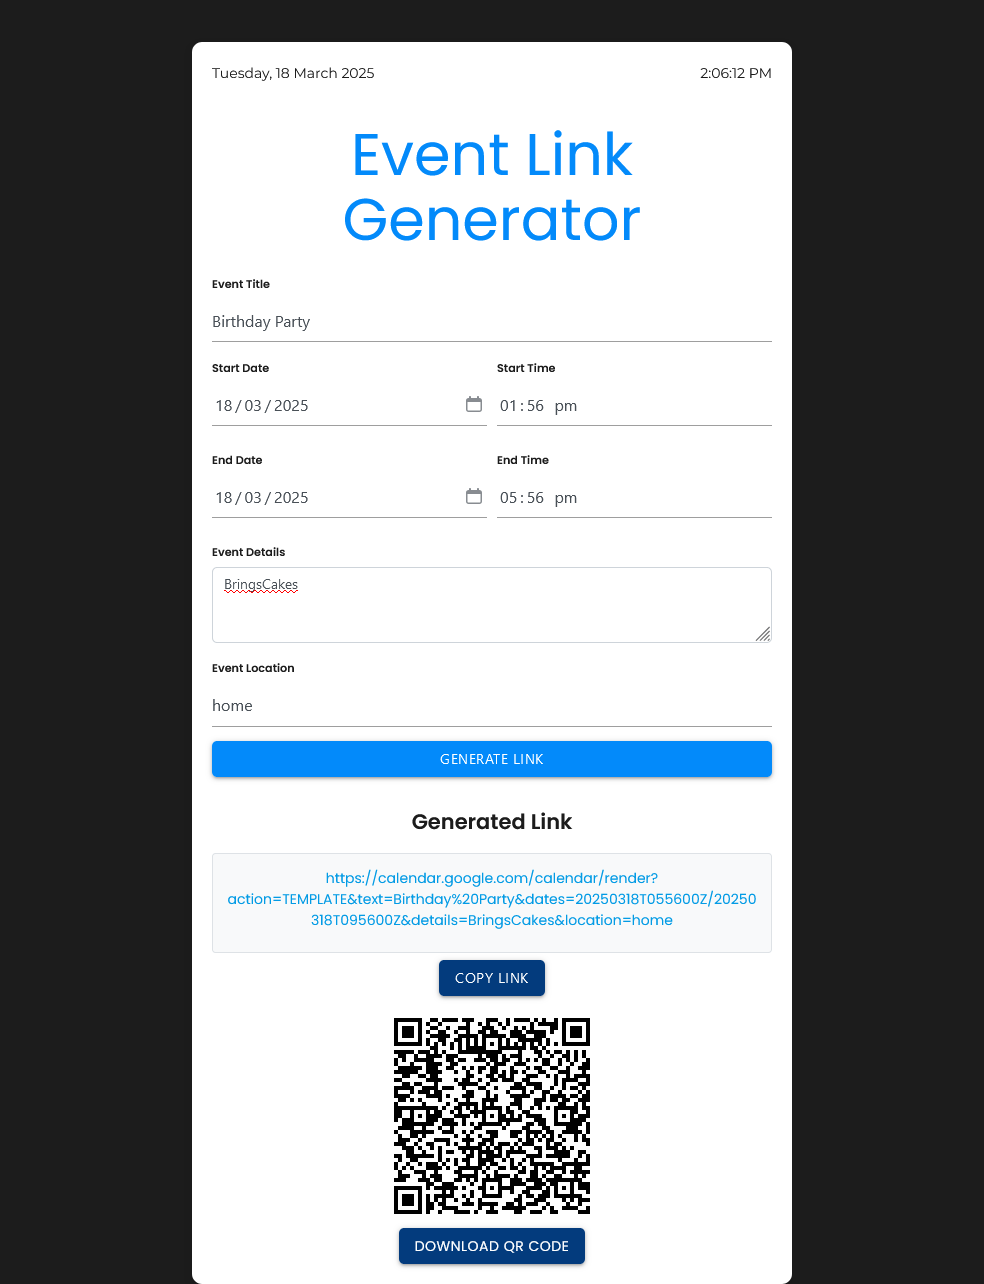 Tuesday, 18 March 2025
2:06:12 PM
Event Link
Generator
Event Title
Birthday Party
Start Date
Start Time
18/03/2025
01:56 pm
End Date
End Time
18/03/2025
05:56 pm
Event Details
BringsCakes
Event Location
home
GENERATE LINK
Generated Link
https://calendar.google.com/calendar/render?
action=TEMPLATE&text=Birthday%20Party&dates=20250318T055600Z/20250
318T095600Z&details=BringsCakes&location=home
COPY LINK
DOWNLOAD QR CODE